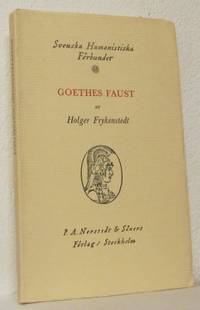 Svenska Humanistiska
Förbundet
GOETHES FAUST
av
Holger Frykenstedt
P. A. Norstedt & Söners
Förlag / Stockholm